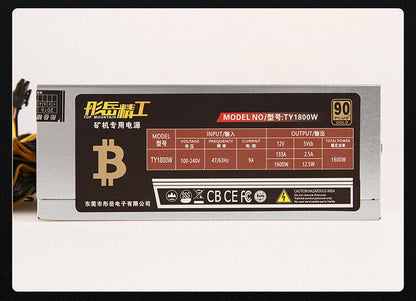 彤岳精工
TOP MOUNTAIN
矿机专用电源
MODEL NO/型号:TY1800W
90
PLUS
GOLD
MODEL 型号 INPUT/输入 OUTPUT/输出
VOLTAGE 电压 FREQUENCY 频率 CURRENT 电流 12V 5Vsb TOTAL POWER 额定功率
TY1800W 100-240V 47/63Hz 9A 133A 2.5A 1600W
1600W 12.5W
CB CE FC
CAUTION
东莞市彤岳电子有限公司